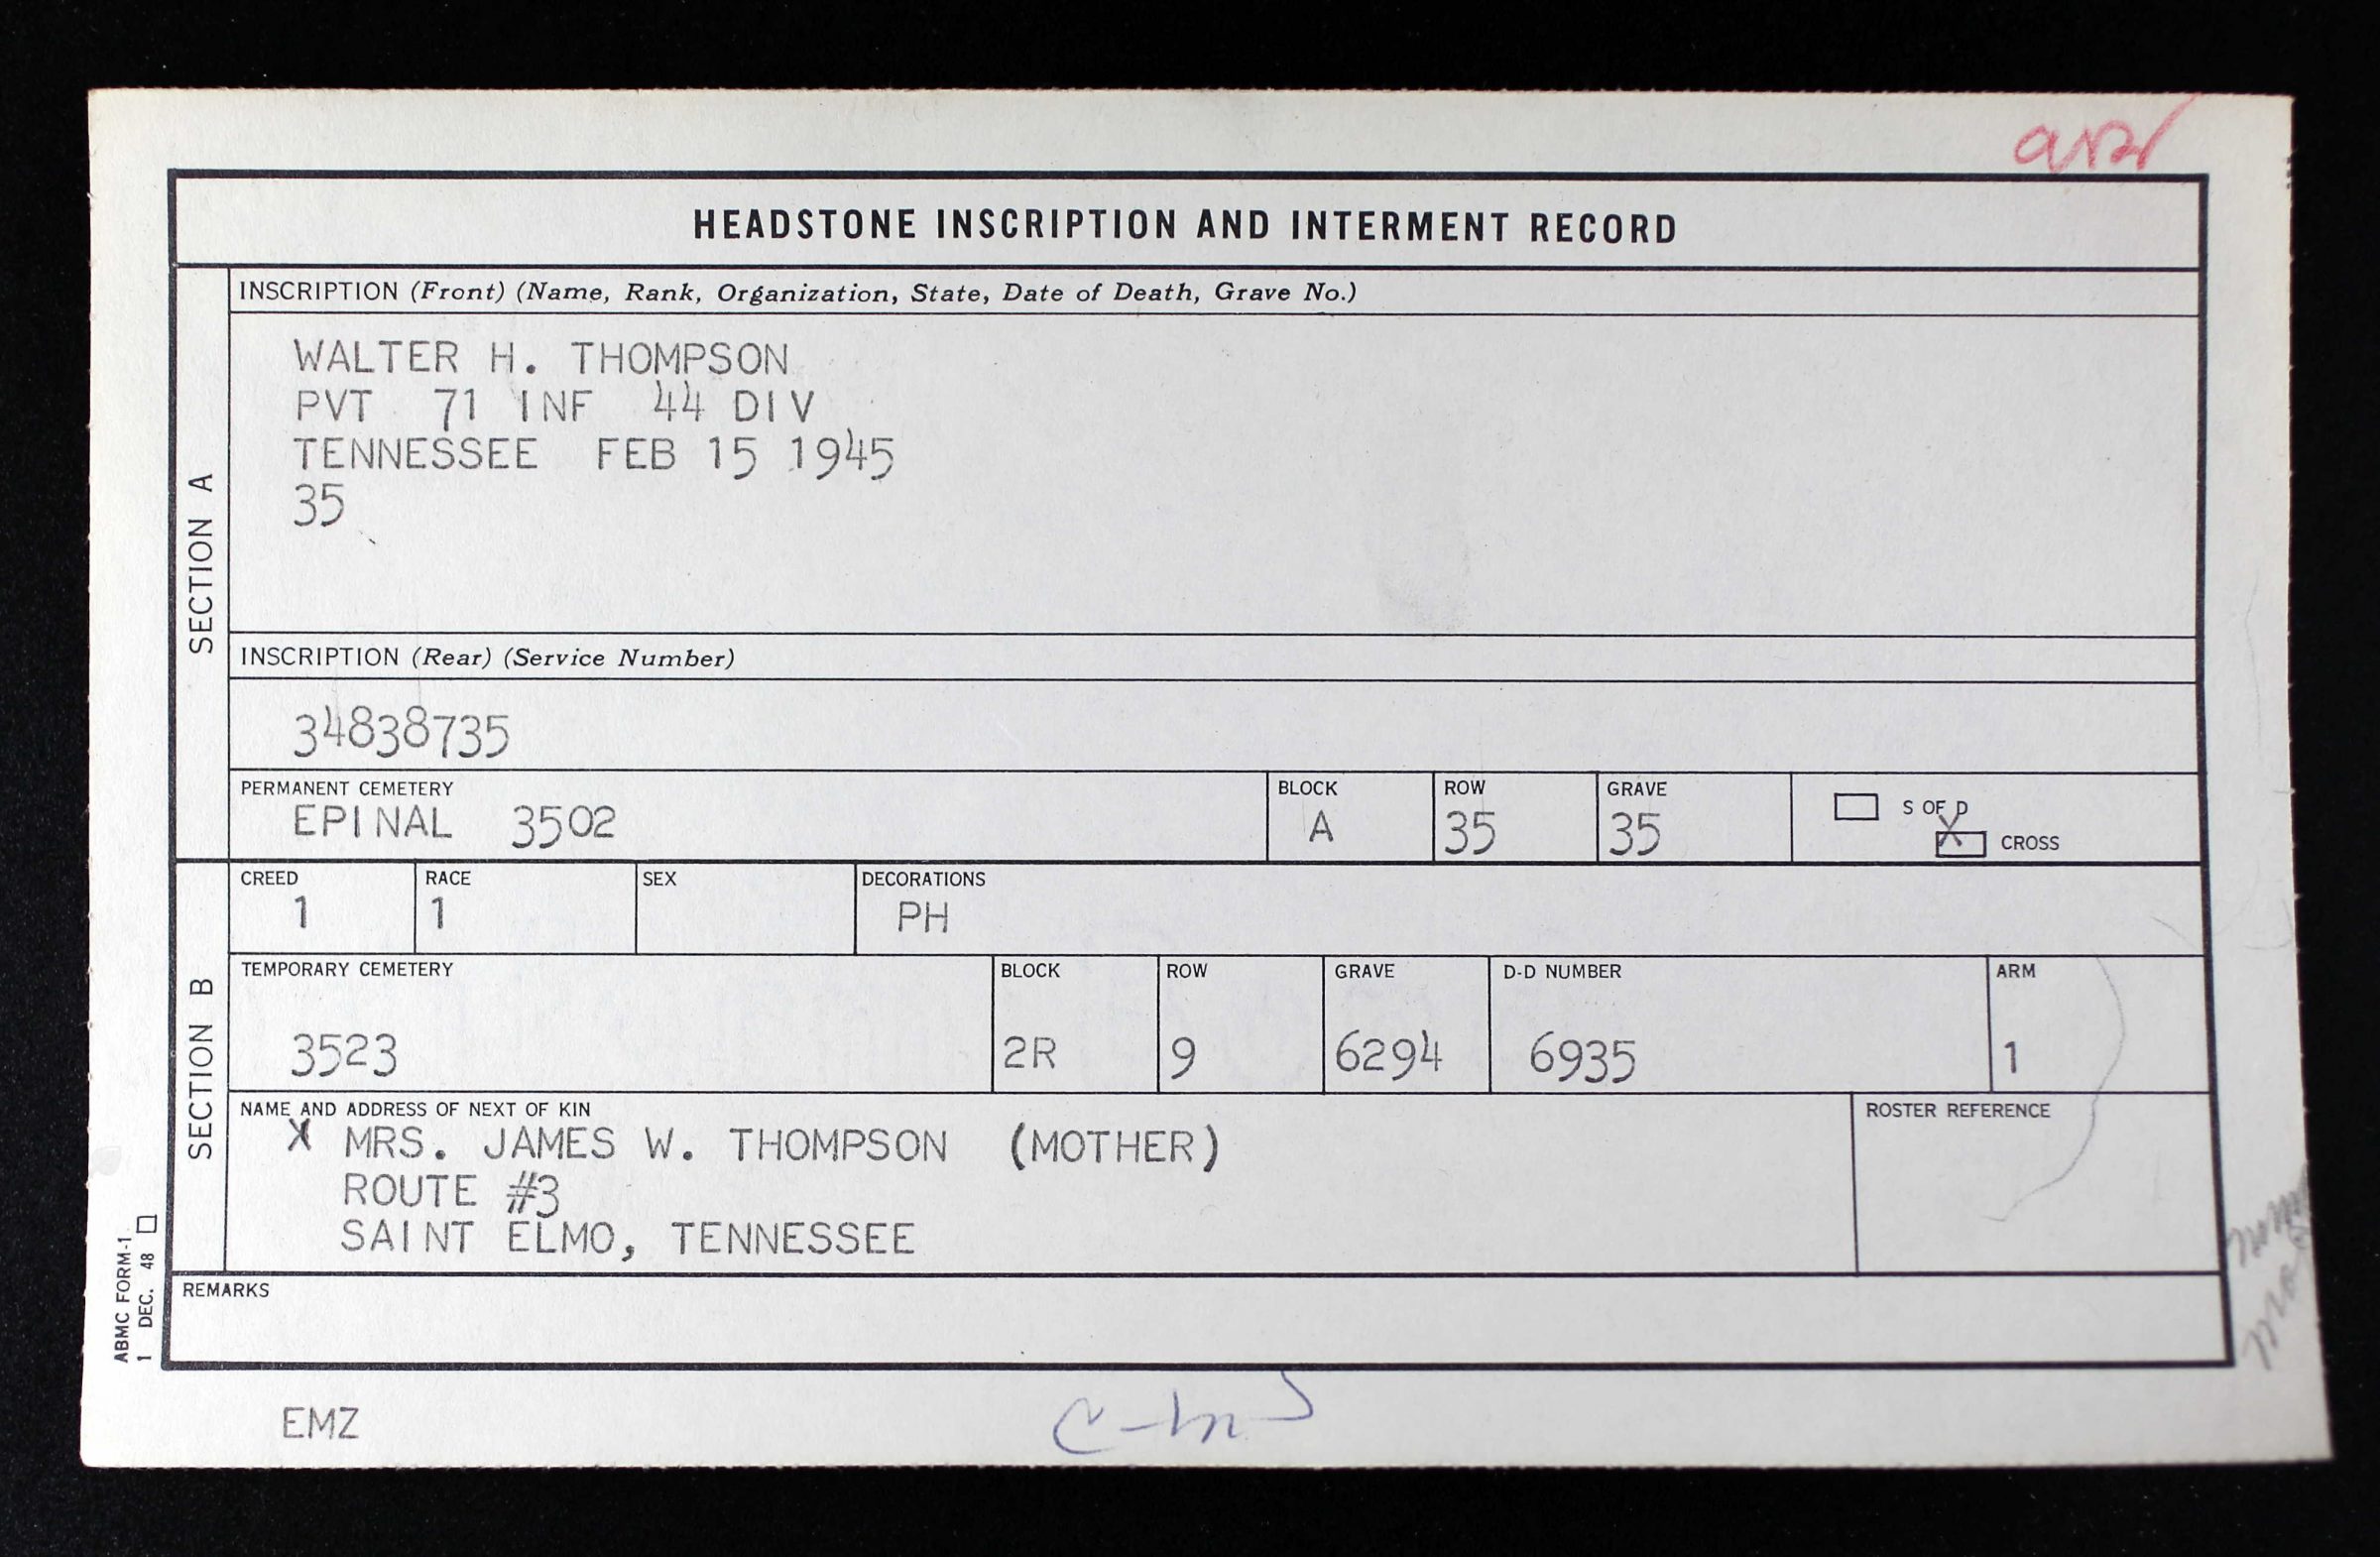 HEADSTONE INSCRIPTION AND INTERMENT RECORD
SECTION A
INSCRIPTION (Front) (Name, Rank, Organization, State, Date of Death, Grave No.)
WALTER H. THOMPSON
PVT 71 INF 44 DIV
TENNESSEE FEB 15 1945
35
INSCRIPTION (Rear) (Service Number)
34838735
PERMANENT CEMETERY BLOCK ROW GRAVE
EPINAL 3502 A 35 35
S OF D
X CROSS
SECTION B
CREED RACE SEX DECORATIONS
1 1 PH
TEMPORARY CEMETERY BLOCK ROW GRAVE D-D NUMBER ARM
3523 2R 9 6294 6935 1
NAME AND ADDRESS OF NEXT OF KIN ROSTER REFERENCE
X MRS. JAMES W. THOMPSON (MOTHER)
ROUTE #3
SAINT ELMO, TENNESSEE
REMARKS
ABMC FORM-1
1 DEC. 48
EMZ